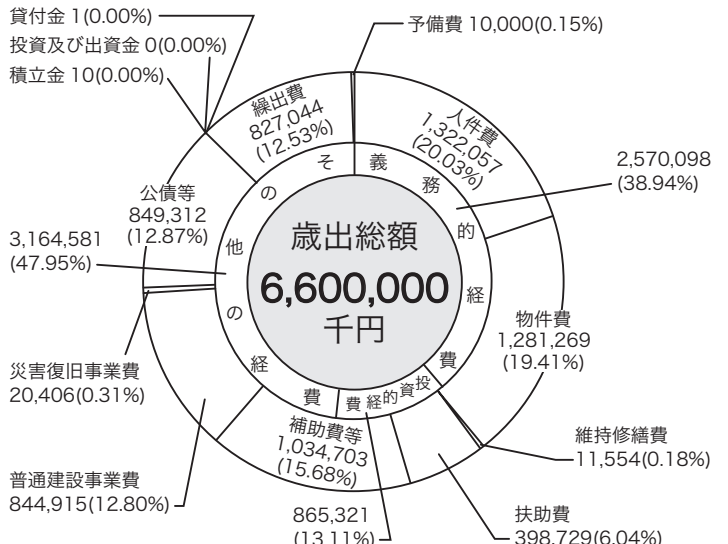 貸付金 1(0.00%)
投資及び出資金 0(0.00%)
積立金 10(0.00%)
予備費 10,000(0.15%)
繰出費
827,044
(12.53%)
人件費
1,322,057
(20.03%)
2,570,098
(38.94%)
公債等
849,312
(12.87%)
3,164,581
(47.95%)
義務的経費
その他の経費
投資的経費
歳出総額
6,600,000
千円
物件費
1,281,269
(19.41%)
災害復旧事業費
20,406(0.31%)
補助費等
1,034,703
(15.68%)
維持修繕費
11,554(0.18%)
普通建設事業費
844,915(12.80%)
865,321
(13.11%)
扶助費
398,729(6.04%)